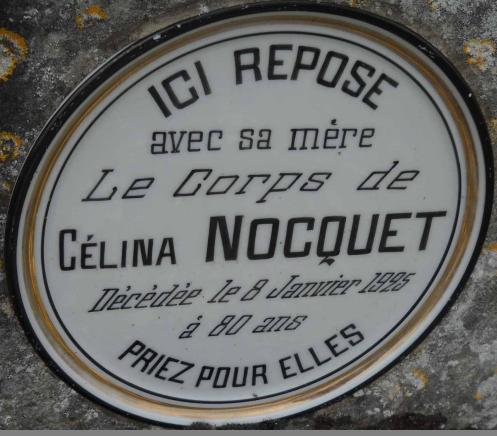 ICI REPOSE
avec sa mère
Le Corps de
CÉLINA NOCQUET
Décédée le 8 Janvier 1925
à 80 ans
PRIEZ POUR ELLES